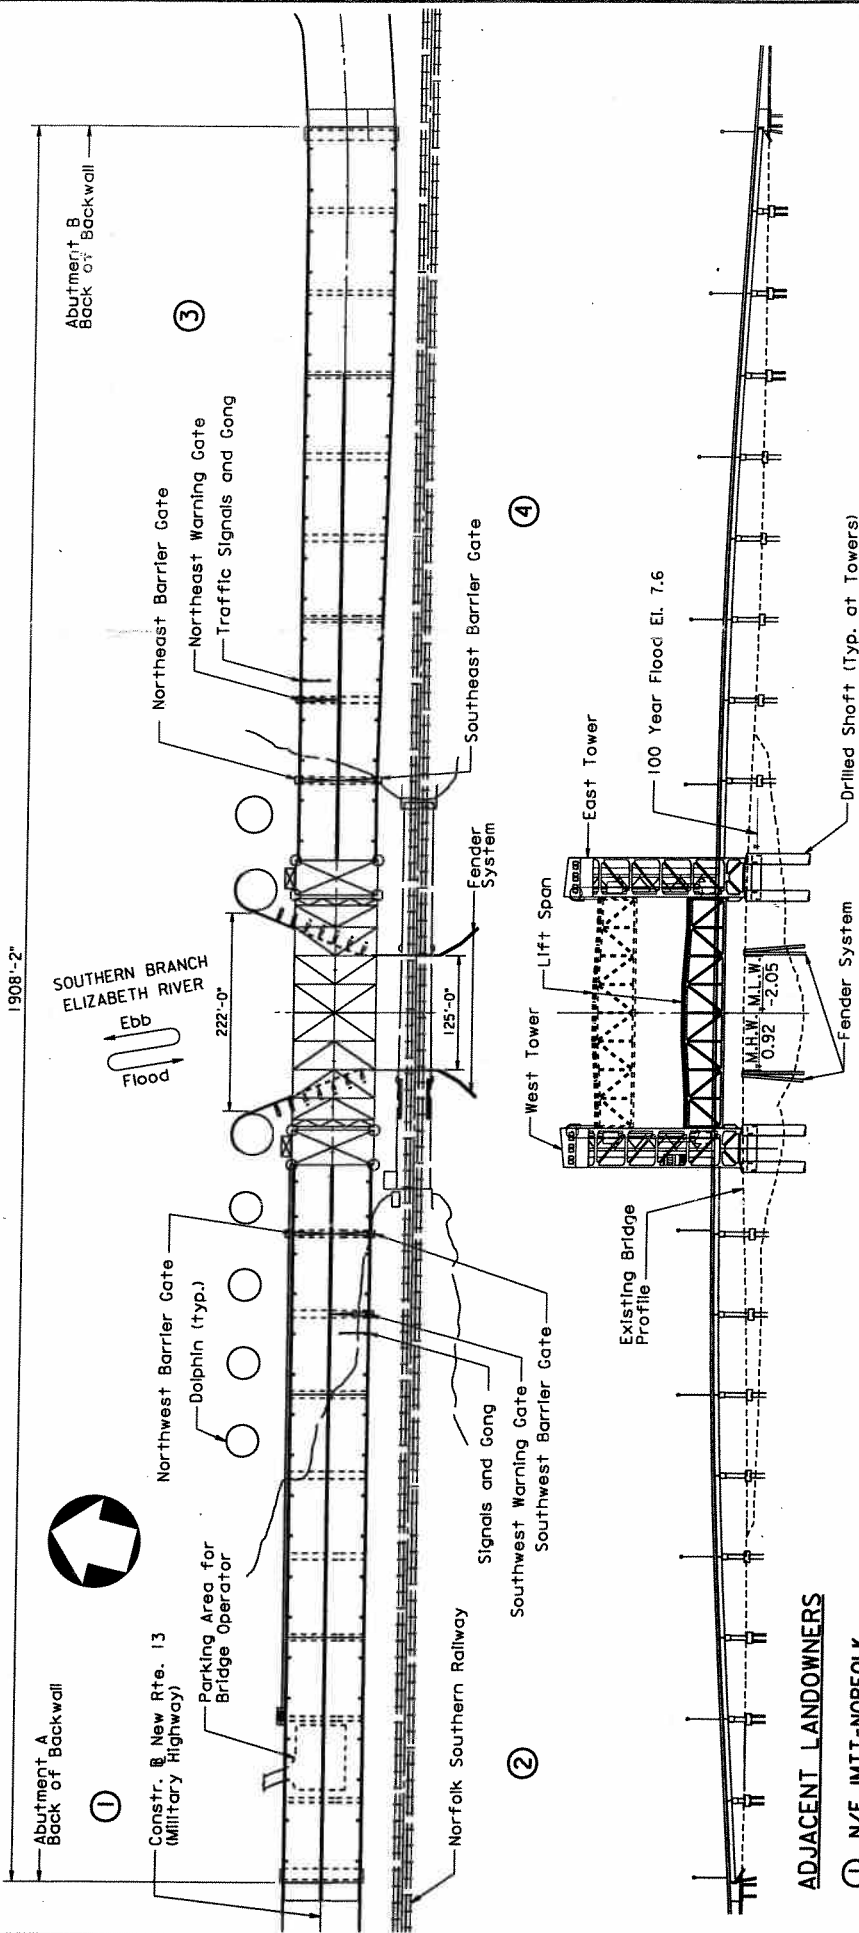 1908'-2"
Abutment A
Back of Backwall
Abutment B
Back of Backwall
1
3
Constr. B New Rte. 13
(Military Highway)
Parking Area for
Bridge Operator
Northwest Barrier Gate
Dolphin (typ.)
SOUTHERN BRANCH
ELIZABETH RIVER
Ebb
Flood
222'-0"
Northeast Barrier Gate
Northeast Warning Gate
Traffic Signals and Gong
125'-0"
Fender
System
Southeast Barrier Gate
4
Signals and Gong
Southwest Warning Gate
Southwest Barrier Gate
Norfolk Southern Railway
2
West Tower
Lift Span
East Tower
100 Year Flood El. 7.6
Existing Bridge
Profile
M.H.W.
0.92
M.L.W.
-2.05
Fender System
Drilled Shaft (Typ. at Towers)
ADJACENT LANDOWNERS
1 N/F IMTT-NORFOLK